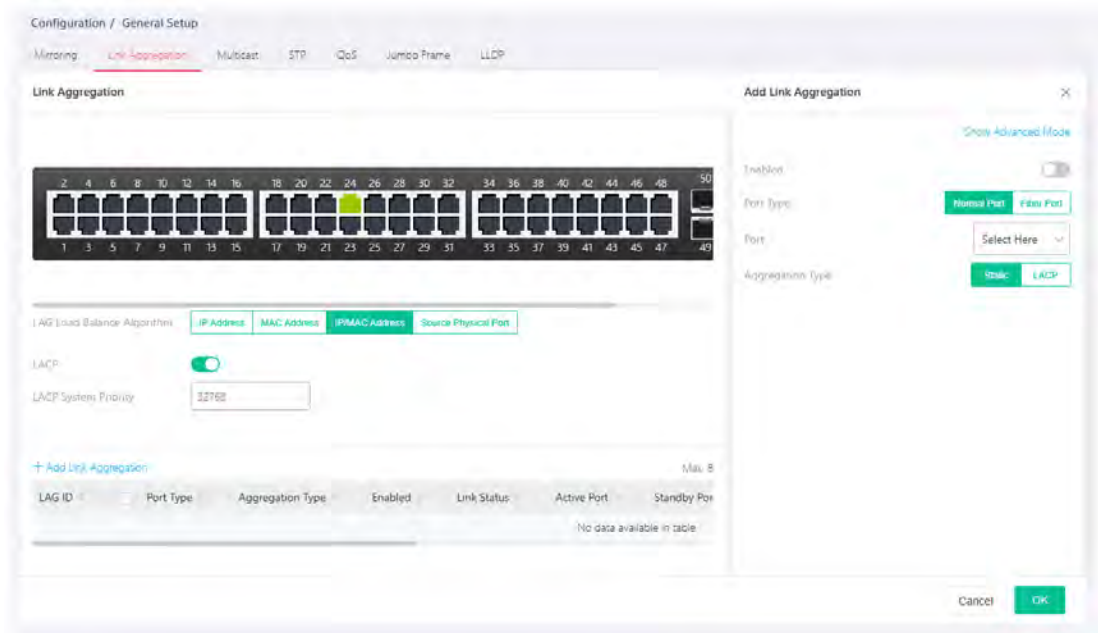 Configuration / General Setup
Mirroring Link Aggregation Multicast STP QoS Jumbo Frame LLDP
Link Aggregation
2 4 6 8 10 12 14 16 18 20 22 24 26 28 30 32 34 36 38 40 42 44 46 48 50
1 3 5 7 9 11 13 15 17 19 21 23 25 27 29 31 33 35 37 39 41 43 45 47 49
LAG Load Balance Algorithm IP Address MAC Address IP/MAC Address Source Physical Port
LACP
LACP System Priority 32768
+ Add Link Aggregation Max. 8
LAG ID Port Type Aggregation Type Enabled Link Status Active Port Standby Por
No data available in table
Add Link Aggregation ×
Show Advanced Mode
Enabled
Port Type Normal Port Fiber Port
Port Select Here
Aggregation Type Static LACP
Cancel OK